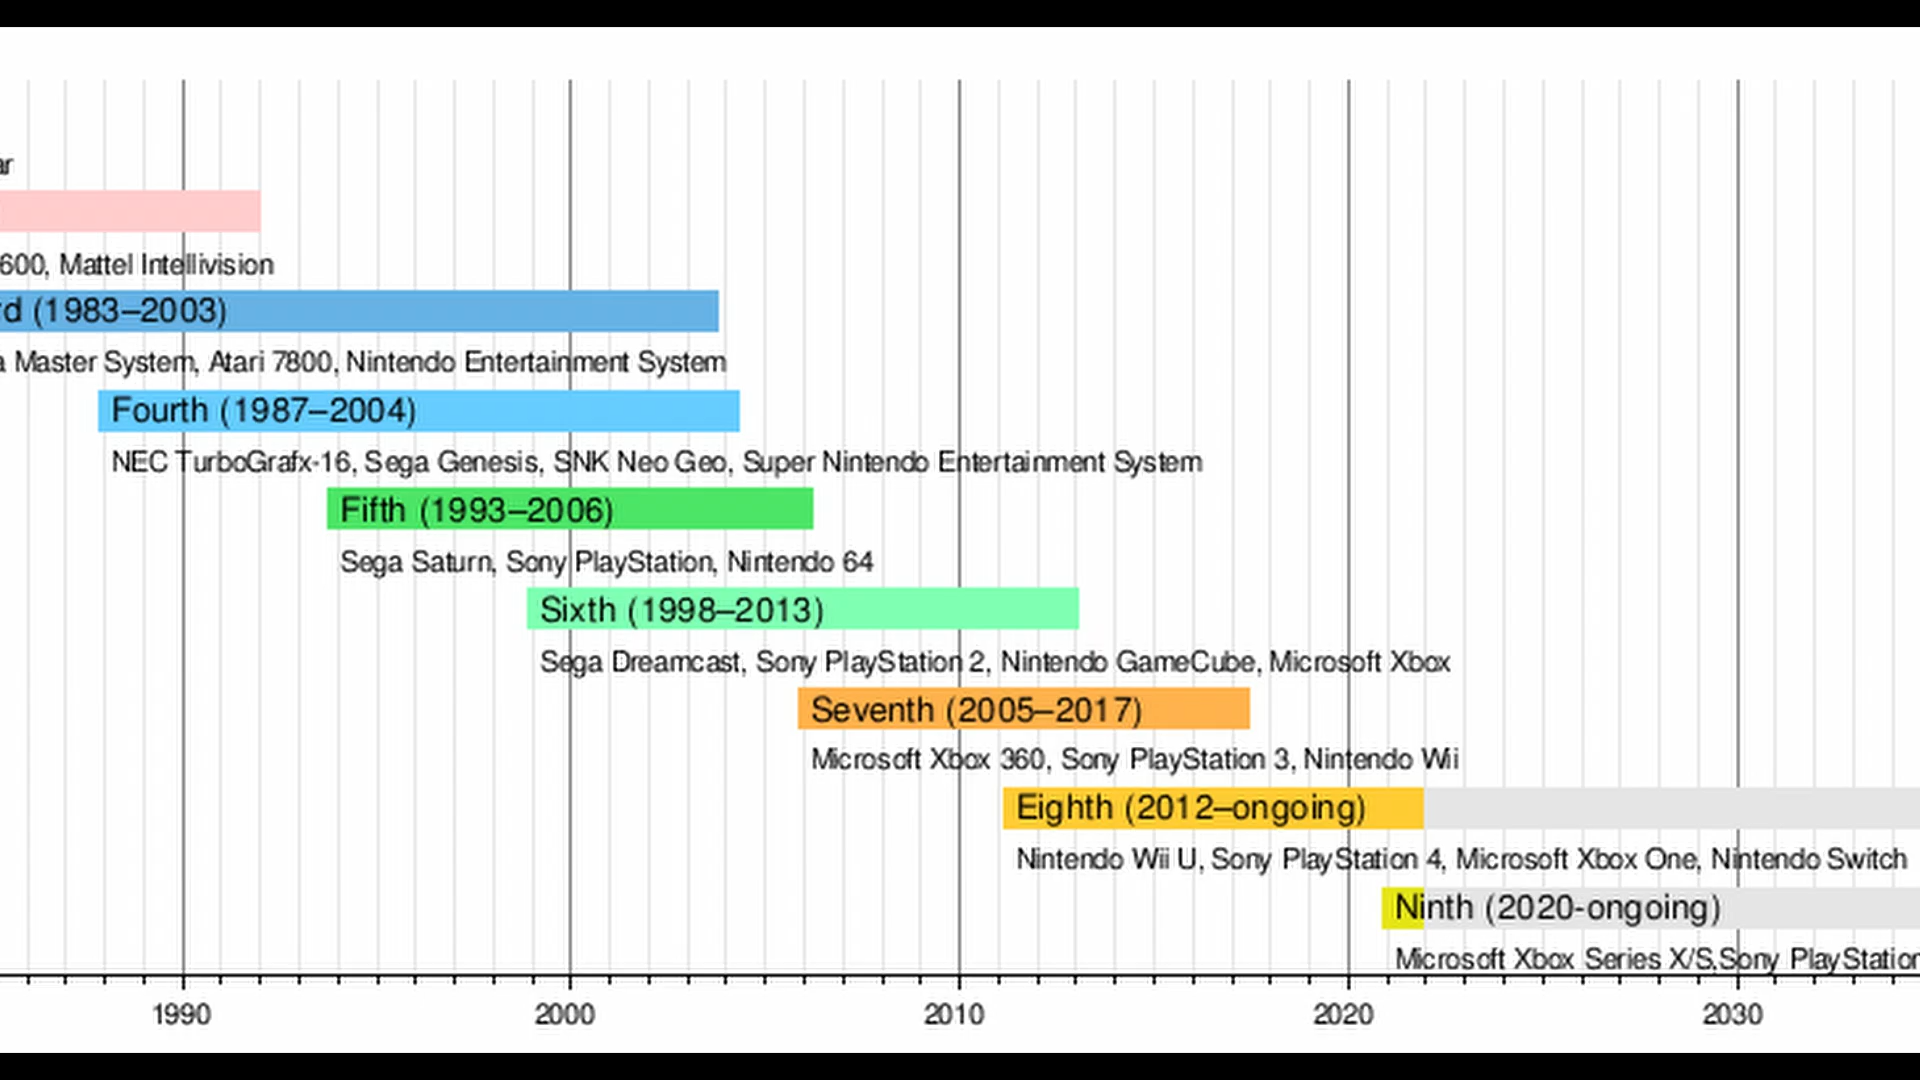 ar
600, Mattel Intellivision
rd (1983–2003)
a Master System, Atari 7800, Nintendo Entertainment System
Fourth (1987–2004)
NEC TurboGrafx-16, Sega Genesis, SNK Neo Geo, Super Nintendo Entertainment System
Fifth (1993–2006)
Sega Saturn, Sony PlayStation, Nintendo 64
Sixth (1998–2013)
Sega Dreamcast, Sony PlayStation 2, Nintendo GameCube, Microsoft Xbox
Seventh (2005–2017)
Microsoft Xbox 360, Sony PlayStation 3, Nintendo Wii
Eighth (2012–ongoing)
Nintendo Wii U, Sony PlayStation 4, Microsoft Xbox One, Nintendo Switch
Ninth (2020-ongoing)
Microsoft Xbox Series X/S,Sony PlayStation
1990 2000 2010 2020 2030